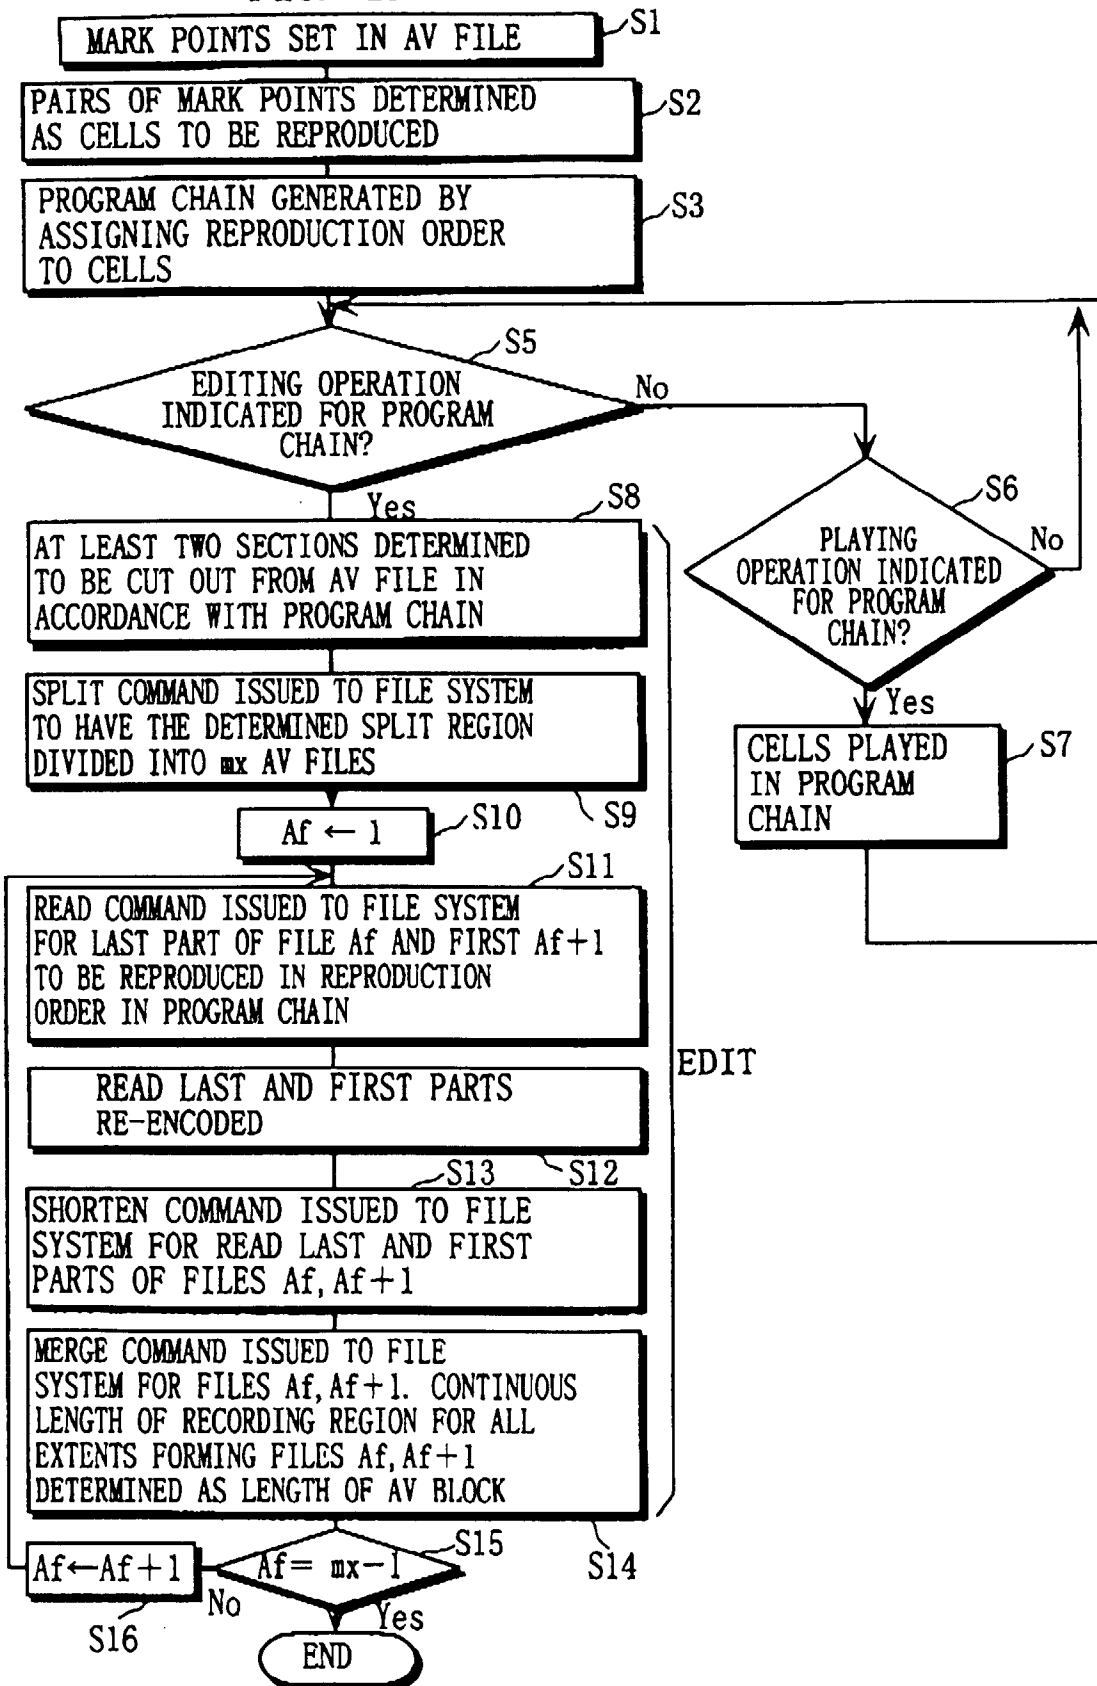 MARK POINTS SET IN AV FILE
S1
PAIRS OF MARK POINTS DETERMINED
AS CELLS TO BE REPRODUCED
S2
PROGRAM CHAIN GENERATED BY
ASSIGNING REPRODUCTION ORDER
TO CELLS
S3
S5
EDITING OPERATION
INDICATED FOR PROGRAM
CHAIN?
No
Yes
S6
PLAYING
OPERATION INDICATED
FOR PROGRAM
CHAIN?
No
Yes
S7
CELLS PLAYED
IN PROGRAM
CHAIN
S8
AT LEAST TWO SECTIONS DETERMINED
TO BE CUT OUT FROM AV FILE IN
ACCORDANCE WITH PROGRAM CHAIN
SPLIT COMMAND ISSUED TO FILE SYSTEM
TO HAVE THE DETERMINED SPLIT REGION
DIVIDED INTO mx AV FILES
S9
Af ← 1
S10
S11
READ COMMAND ISSUED TO FILE SYSTEM
FOR LAST PART OF FILE Af AND FIRST Af+1
TO BE REPRODUCED IN REPRODUCTION
ORDER IN PROGRAM CHAIN
EDIT
READ LAST AND FIRST PARTS
RE-ENCODED
S12
S13
SHORTEN COMMAND ISSUED TO FILE
SYSTEM FOR READ LAST AND FIRST
PARTS OF FILES Af, Af+1
MERGE COMMAND ISSUED TO FILE
SYSTEM FOR FILES Af, Af+1. CONTINUOUS
LENGTH OF RECORDING REGION FOR ALL
EXTENTS FORMING FILES Af, Af+1
DETERMINED AS LENGTH OF AV BLOCK
S14
S15
Af= mx-1
No
Yes
Af←Af+1
S16
END